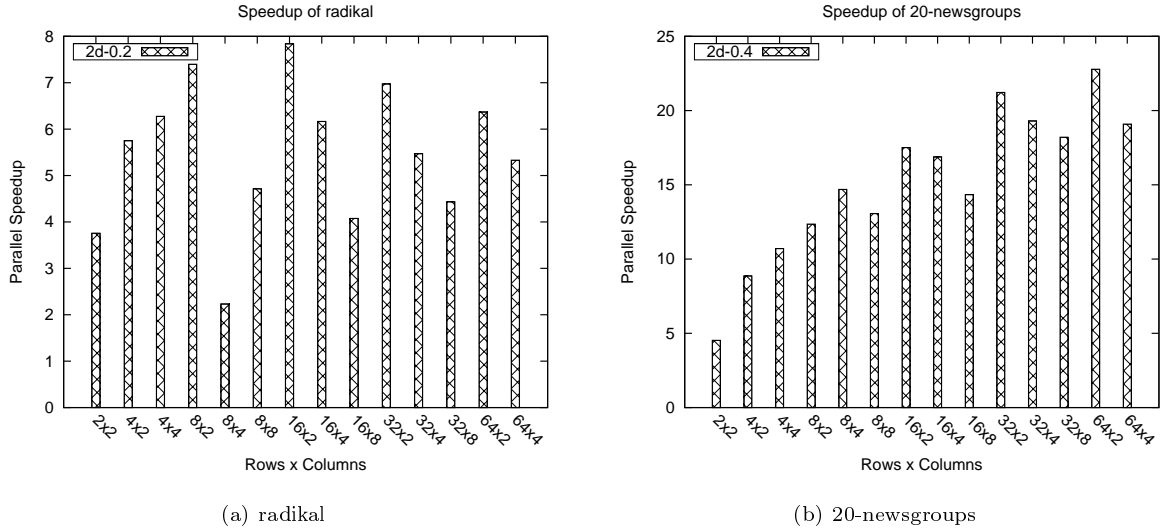 Speedup of radikal
2d-0.2
8
7
6
5
4
3
2
1
0
Parallel Speedup
2x2 4x2 4x4 8x2 8x4 8x8 16x2 16x4 16x8 32x2 32x4 32x8 64x2 64x4
Rows x Columns
(a) radikal
Speedup of 20-newsgroups
2d-0.4
25
20
15
10
5
0
Parallel Speedup
2x2 4x2 4x4 8x2 8x4 8x8 16x2 16x4 16x8 32x2 32x4 32x8 64x2 64x4
Rows x Columns
(b) 20-newsgroups